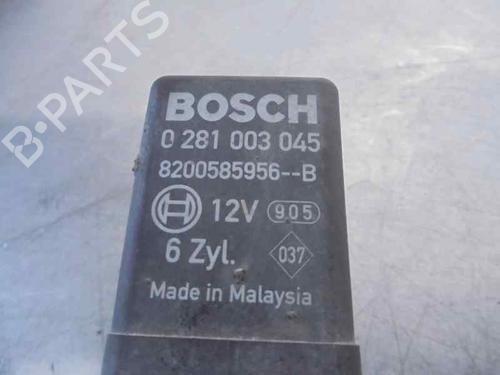 B-PARTS
BOSCH
0 281 003 045
8200585956--B
12V 905
6 Zyl. 037
Made in Malaysia